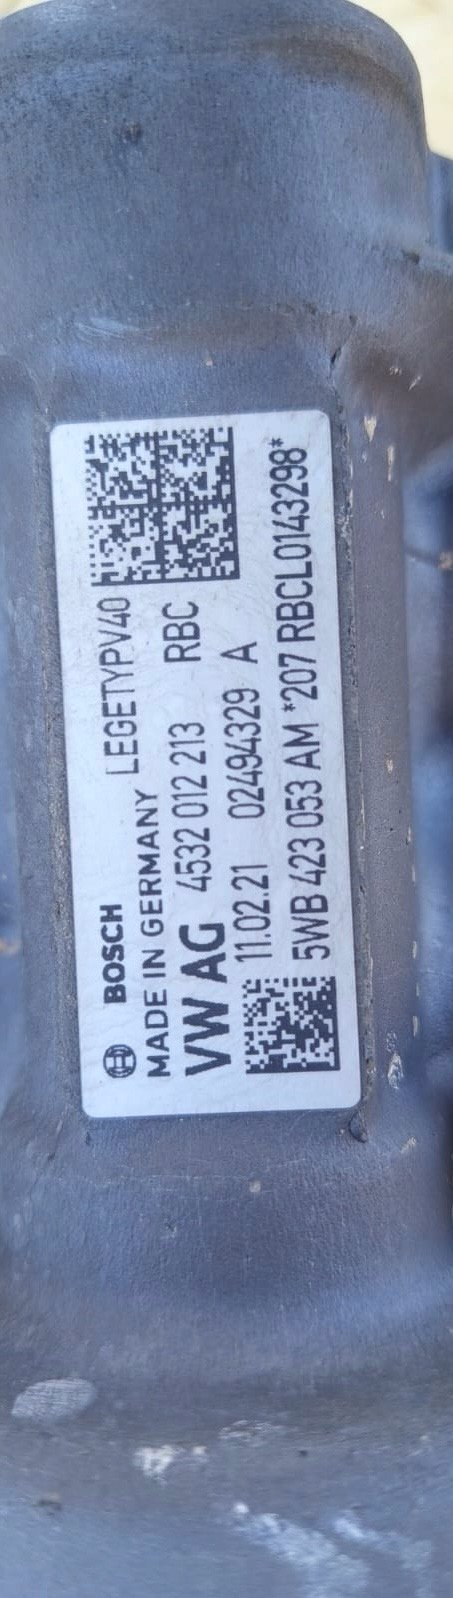 BOSCH LEGETYPV40
MADE IN GERMANY
VW AG 4532 012 213 RBC
11.02.21 02494329 A
5WB 423 053 AM *207 RBCL0143298*